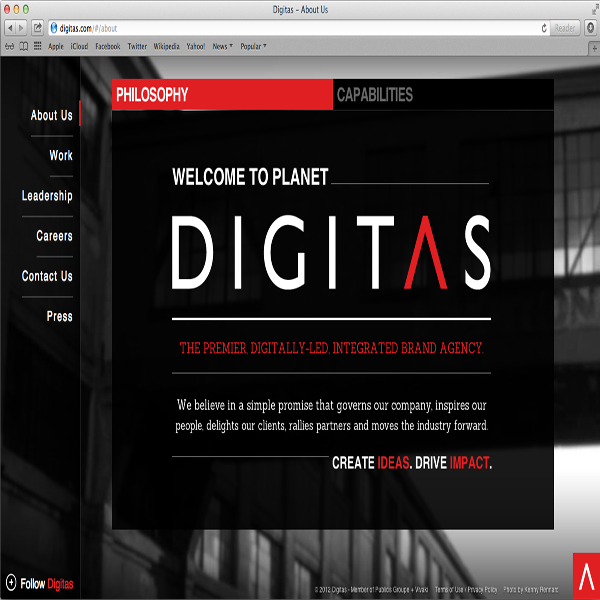 Digitas - About Us
digitas.com/#/about
Reader
Apple iCloud Facebook Twitter Wikipedia Yahoo! News Popular
PHILOSOPHY
CAPABILITIES
About Us
Work
Leadership
Careers
Contact Us
Press
WELCOME TO PLANET
DIGITAS
THE PREMIER, DIGITALLY-LED, INTEGRATED BRAND AGENCY.
We believe in a simple promise that governs our company, inspires our
people, delights our clients, rallies partners and moves the industry forward.
CREATE IDEAS. DRIVE IMPACT.
Follow Digitas
© 2012 Digitas - Member of Publicis Groupe + Vivaki Terms of Use / Privacy Policy Photo by Kenny Hennard